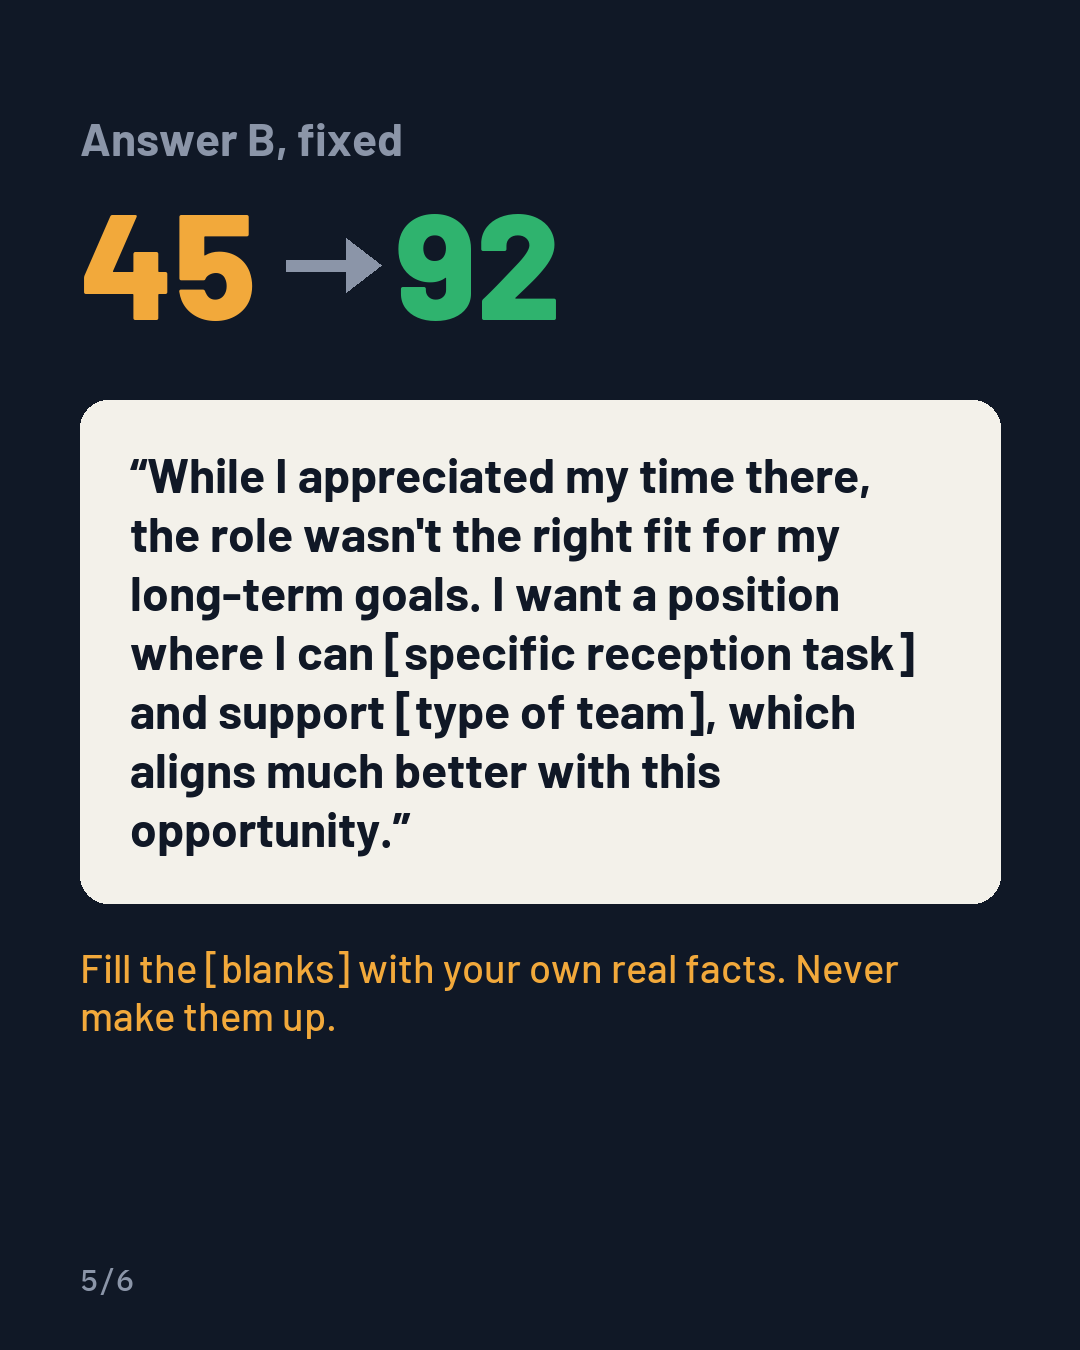 Answer B, fixed
45 → 92
“While I appreciated my time there,
the role wasn't the right fit for my
long-term goals. I want a position
where I can [specific reception task]
and support [type of team], which
aligns much better with this
opportunity.”
Fill the [blanks] with your own real facts. Never
make them up.
5/6